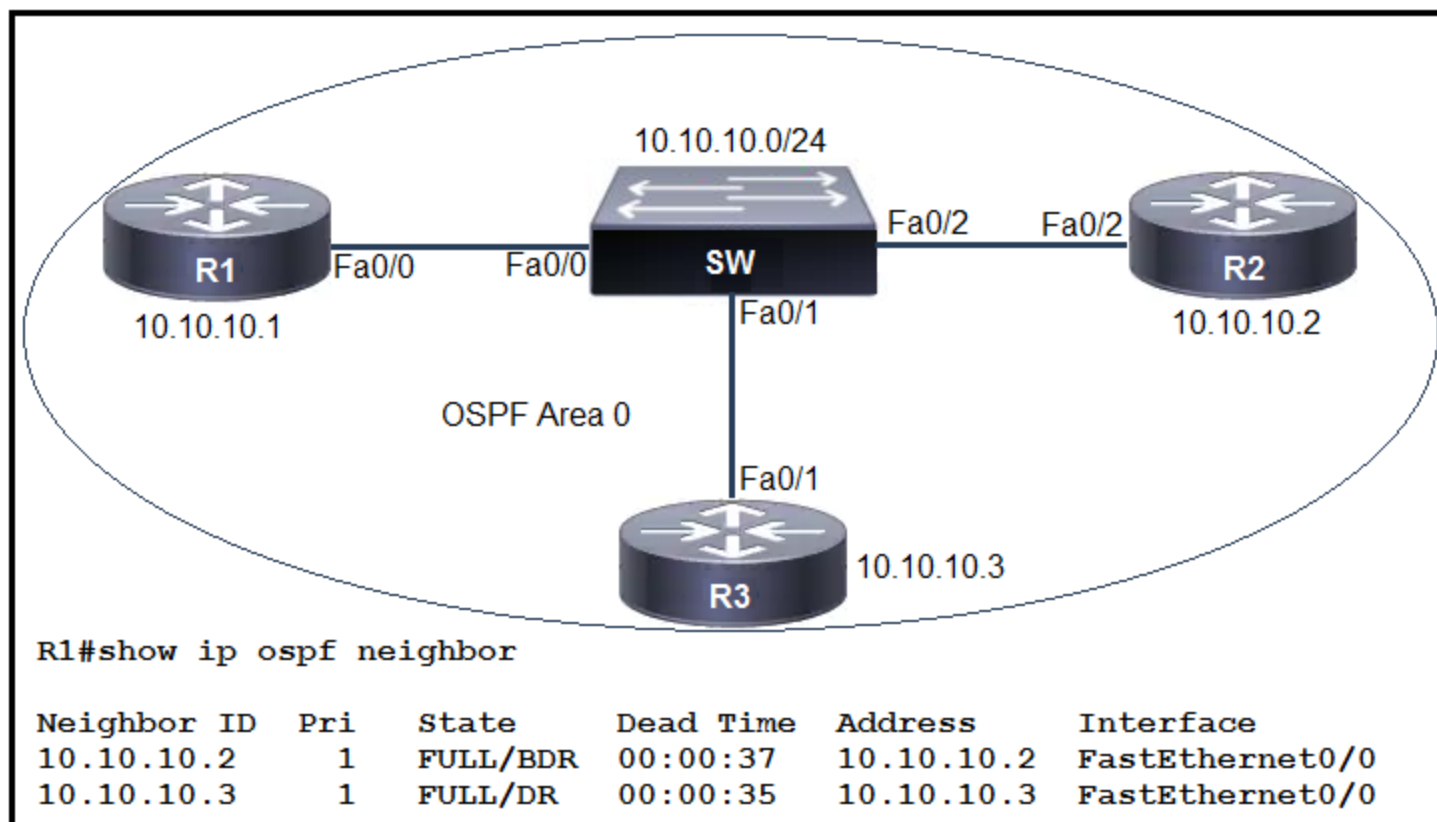 10.10.10.0/24
Fa0/2 Fa0/2
R1 Fa0/0 Fa0/0 SW R2
10.10.10.1 Fa0/1 10.10.10.2
OSPF Area 0
Fa0/1
10.10.10.3
R3
R1#show ip ospf neighbor
Neighbor ID Pri State Dead Time Address Interface
10.10.10.2 1 FULL/BDR 00:00:37 10.10.10.2 FastEthernet0/0
10.10.10.3 1 FULL/DR 00:00:35 10.10.10.3 FastEthernet0/0